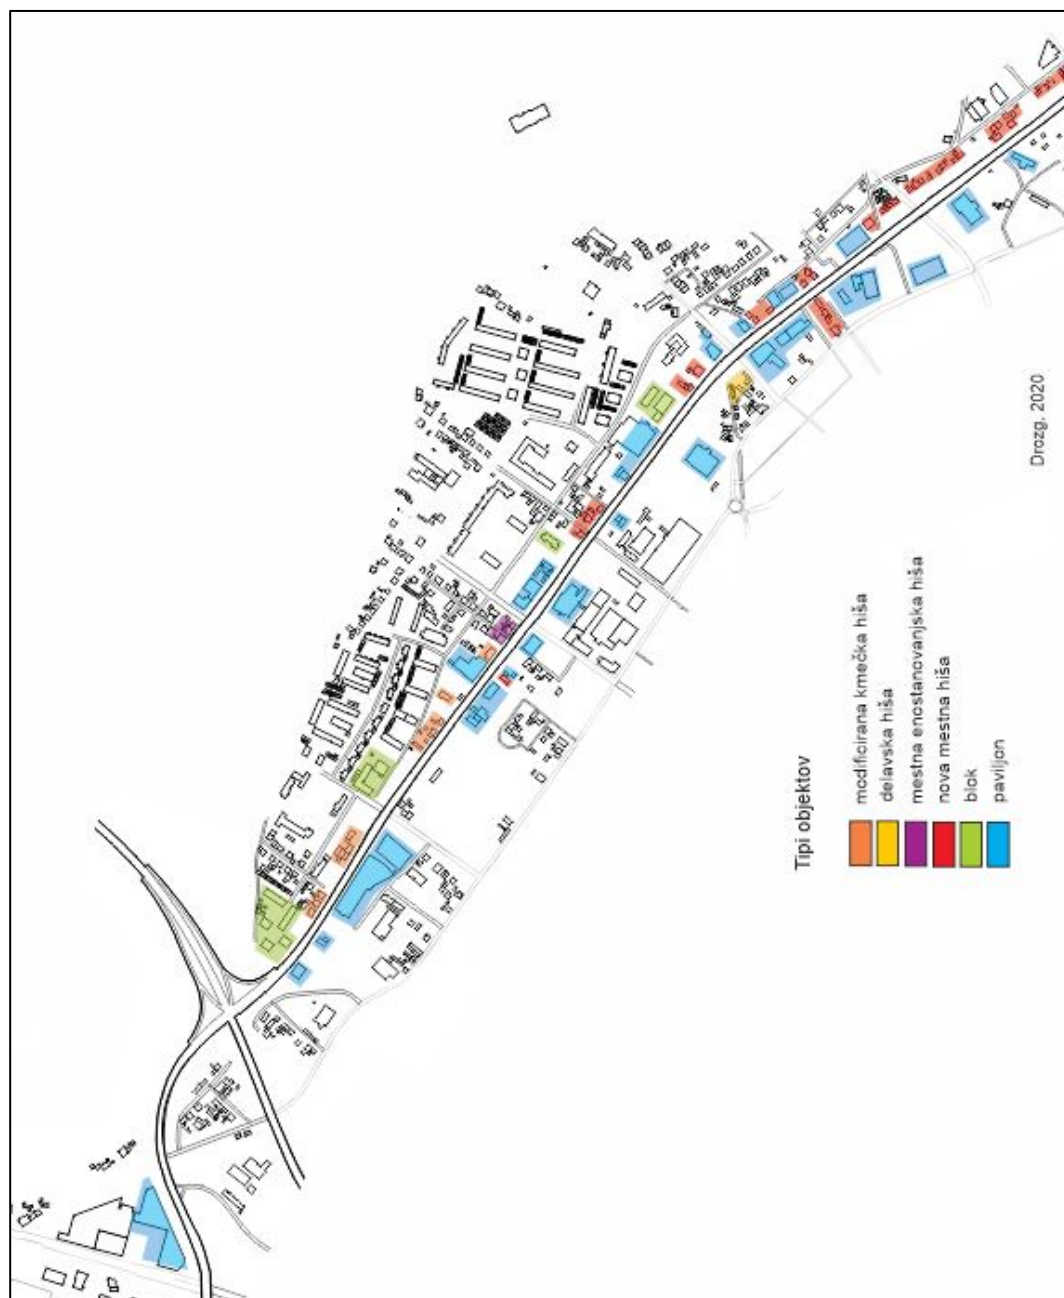 Tipi objektov
modificirana kmečka hiša
delavska hiša
mestna enostanovanjska hiša
nova mestna hiša
blok
paviljon
Drozg. 2020